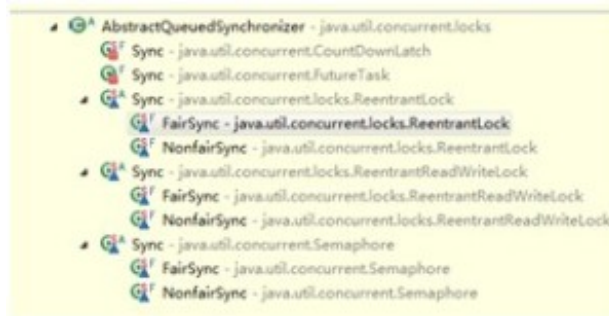 AbstractQueuedSynchronizer - java.util.concurrent.locks
Sync - java.util.concurrent.CountDownLatch
Sync - java.util.concurrent.FutureTask
Sync - java.util.concurrent.locks.ReentrantLock
FairSync - java.util.concurrent.locks.ReentrantLock
NonfairSync - java.util.concurrent.locks.ReentrantLock
Sync - java.util.concurrent.locks.ReentrantReadWriteLock
FairSync - java.util.concurrent.locks.ReentrantReadWriteLock
NonfairSync - java.util.concurrent.locks.ReentrantReadWriteLock
Sync - java.util.concurrent.Semaphore
FairSync - java.util.concurrent.Semaphore
NonfairSync - java.util.concurrent.Semaphore